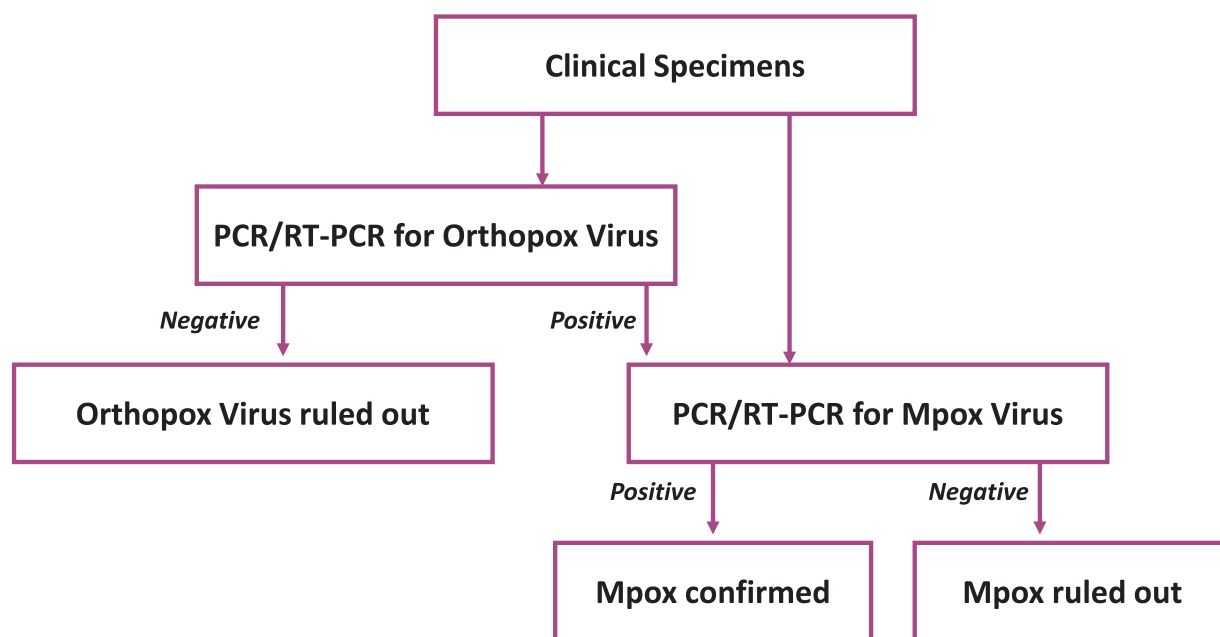 Clinical Specimens
PCR/RT-PCR for Orthopox Virus
Negative
Positive
Orthopox Virus ruled out
PCR/RT-PCR for Mpox Virus
Positive
Negative
Mpox confirmed
Mpox ruled out